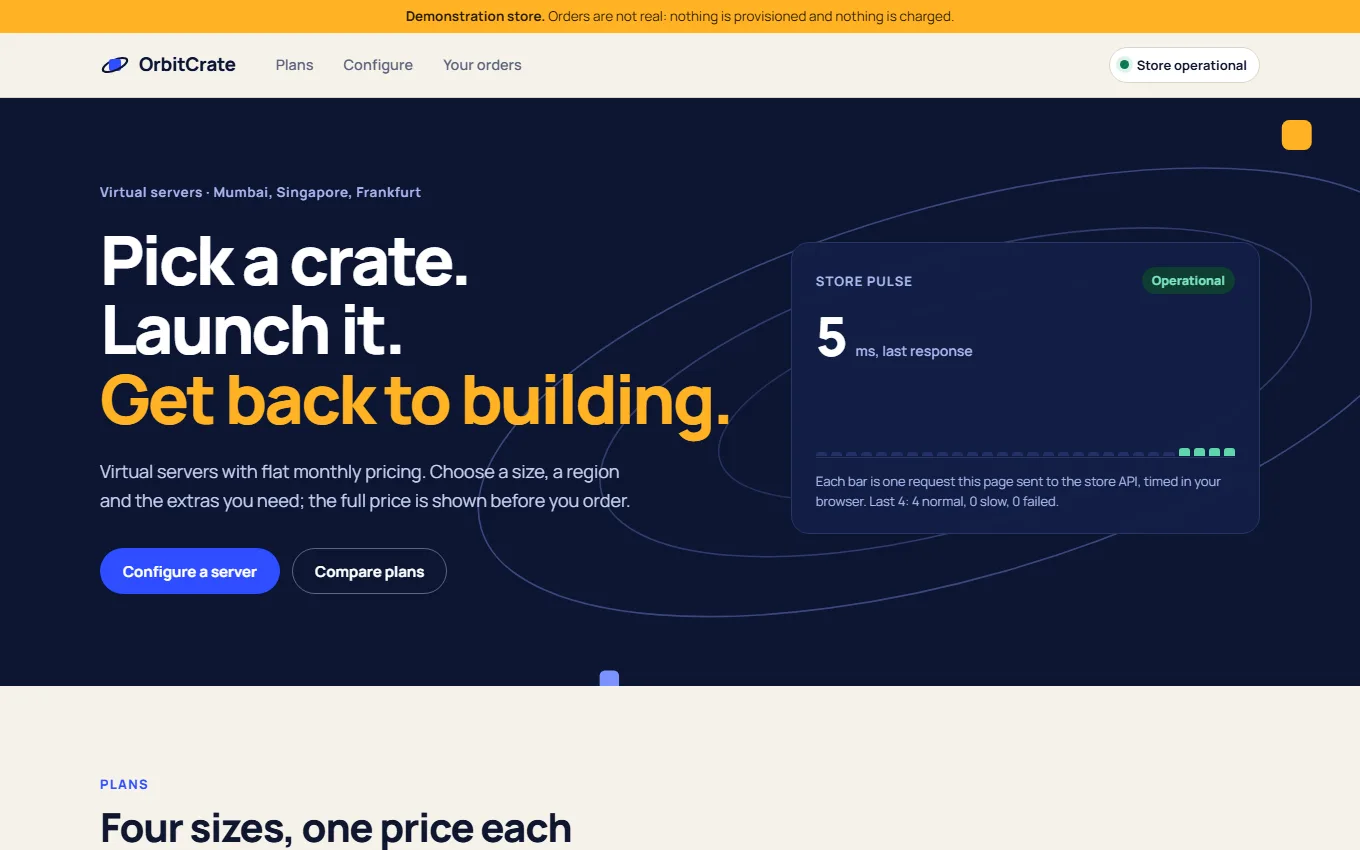 Demonstration store. Orders are not real: nothing is provisioned and nothing is charged.
OrbitCrate
Plans
Configure
Your orders
Store operational
Virtual servers · Mumbai, Singapore, Frankfurt
Pick a crate.
Launch it.
Get back to building.
Virtual servers with flat monthly pricing. Choose a size, a region
and the extras you need; the full price is shown before you order.
Configure a server
Compare plans
STORE PULSE
Operational
5 ms, last response
Each bar is one request this page sent to the store API, timed in your
browser. Last 4: 4 normal, 0 slow, 0 failed.
PLANS
Four sizes, one price each